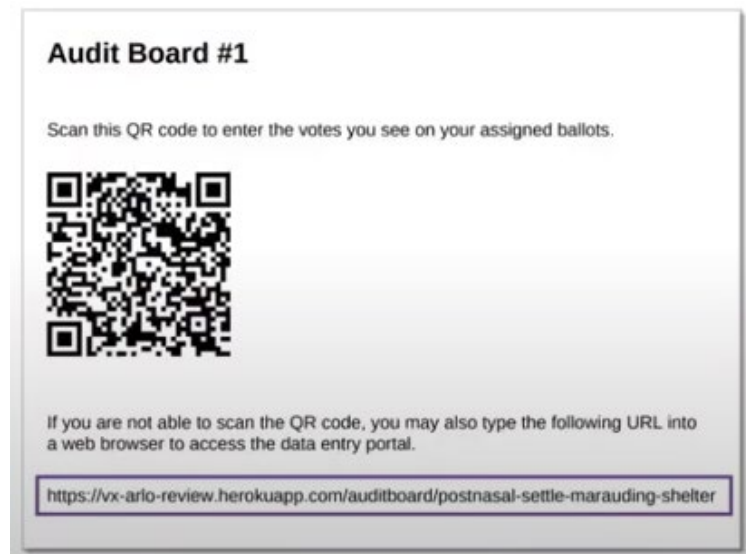 Audit Board #1
Scan this QR code to enter the votes you see on your assigned ballots.
If you are not able to scan the QR code, you may also type the following URL into
a web browser to access the data entry portal.
https://vx-arlo-review.herokuapp.com/auditboard/postnasal-settle-marauding-shelter